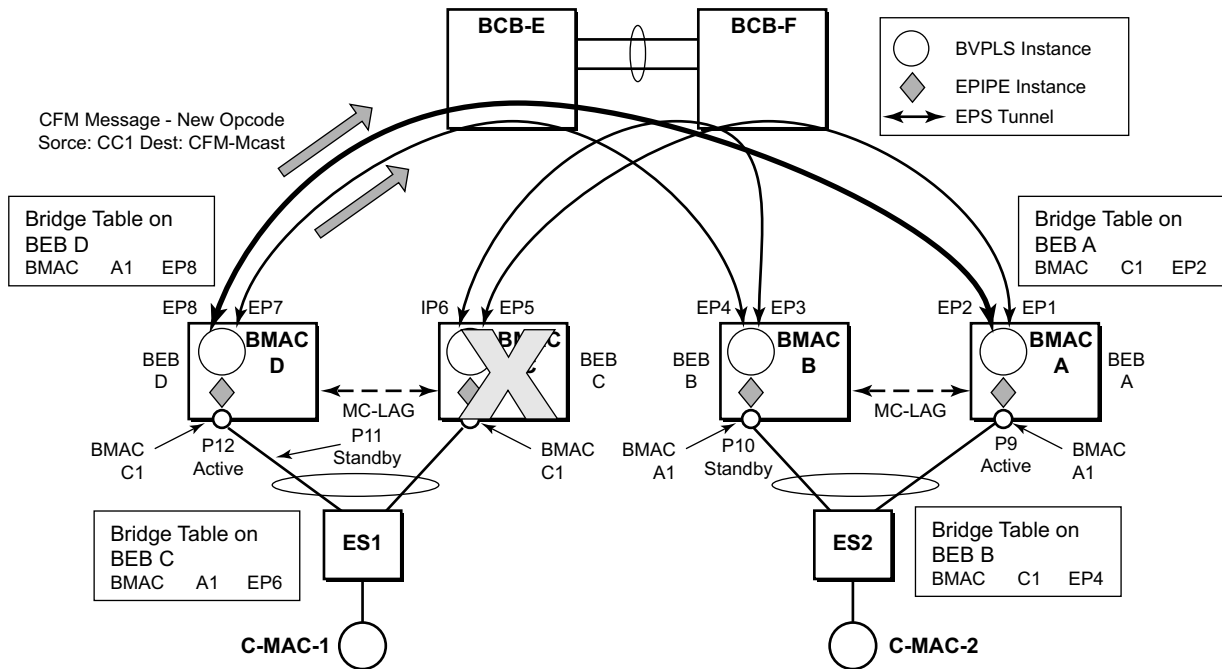 BCB-E
BCB-F
BVPLS Instance
EPIPE Instance
EPS Tunnel
CFM Message - New Opcode
Sorce: CC1 Dest: CFM-Mcast
Bridge Table on
BEB D
BMAC A1 EP8
Bridge Table on
BEB A
BMAC C1 EP2
EP8
EP7
IP6
EP5
EP4
EP3
EP2
EP1
BEB
D
BMAC
D
BMAC
BEB
C
BEB
B
BMAC
B
BMAC
A
BEB
A
MC-LAG
MC-LAG
BMAC
C1
P12
Active
P11
Standby
BMAC
C1
BMAC
A1
P10
Standby
P9
Active
BMAC
A1
Bridge Table on
BEB C
BMAC A1 EP6
ES1
ES2
Bridge Table on
BEB B
BMAC C1 EP4
C-MAC-1
C-MAC-2